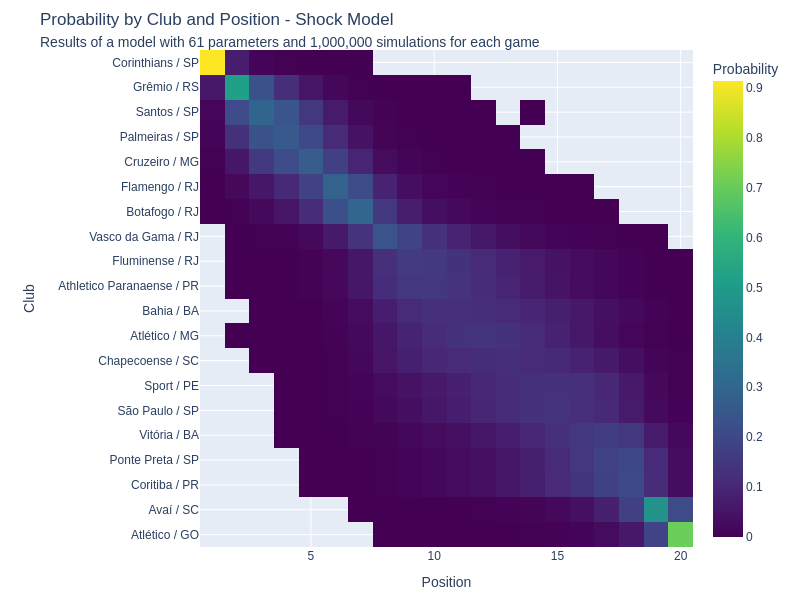 Probability by Club and Position - Shock Model
Results of a model with 61 parameters and 1,000,000 simulations for each game
Probability
Club
Corinthians / SP
Grêmio / RS
Santos / SP
Palmeiras / SP
Cruzeiro / MG
Flamengo / RJ
Botafogo / RJ
Vasco da Gama / RJ
Fluminense / RJ
Athletico Paranaense / PR
Bahia / BA
Atlético / MG
Chapecoense / SC
Sport / PE
São Paulo / SP
Vitória / BA
Ponte Preta / SP
Coritiba / PR
Avaí / SC
Atlético / GO
0.9
0.8
0.7
0.6
0.5
0.4
0.3
0.2
0.1
0
5 10 15 20
Position